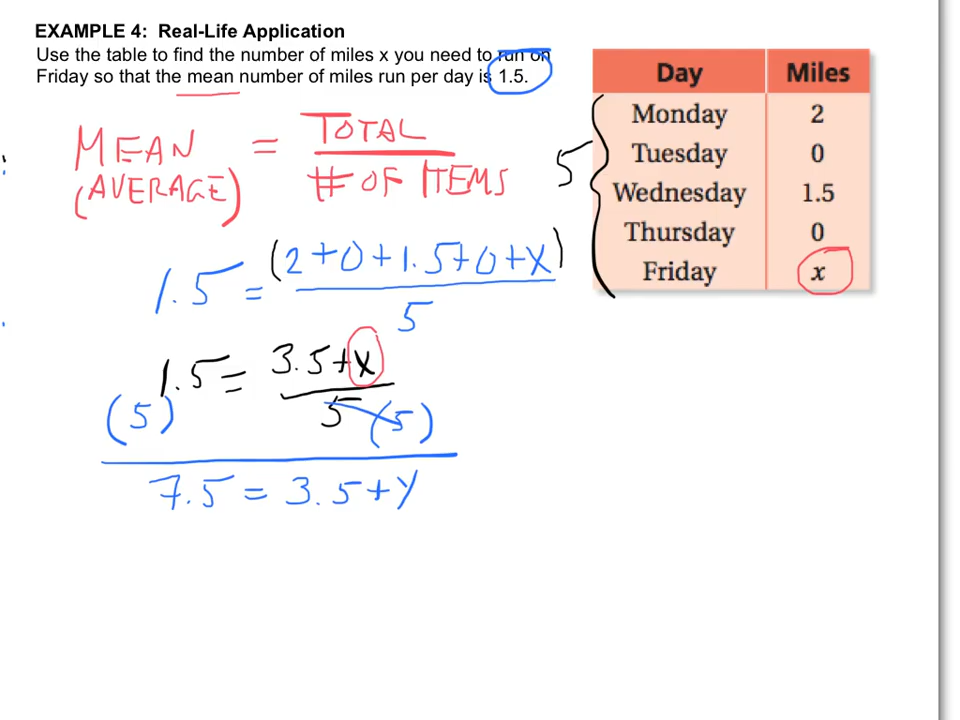 EXAMPLE 4: Real-Life Application
Use the table to find the number of miles x you need to run on
Friday so that the mean number of miles run per day is 1.5.
Day Miles
Monday 2
Tuesday 0
Wednesday 1.5
Thursday 0
Friday x
5
MEAN = TOTAL
(AVERAGE) # OF ITEMS
1.5 = (2+0+1.5+0+x)
5
1.5 = 3.5+x
5
(5) (5)
7.5 = 3.5+y